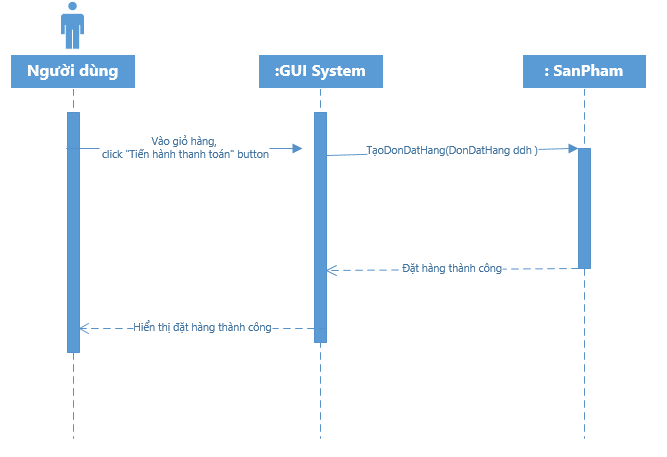 Người dùng
:GUI System
: SanPham
Vào giỏ hàng,
click "Tiến hành thanh toán" button
TạoDonDatHang(DonDatHang ddh )
Đặt hàng thành công
Hiển thị đặt hàng thành công